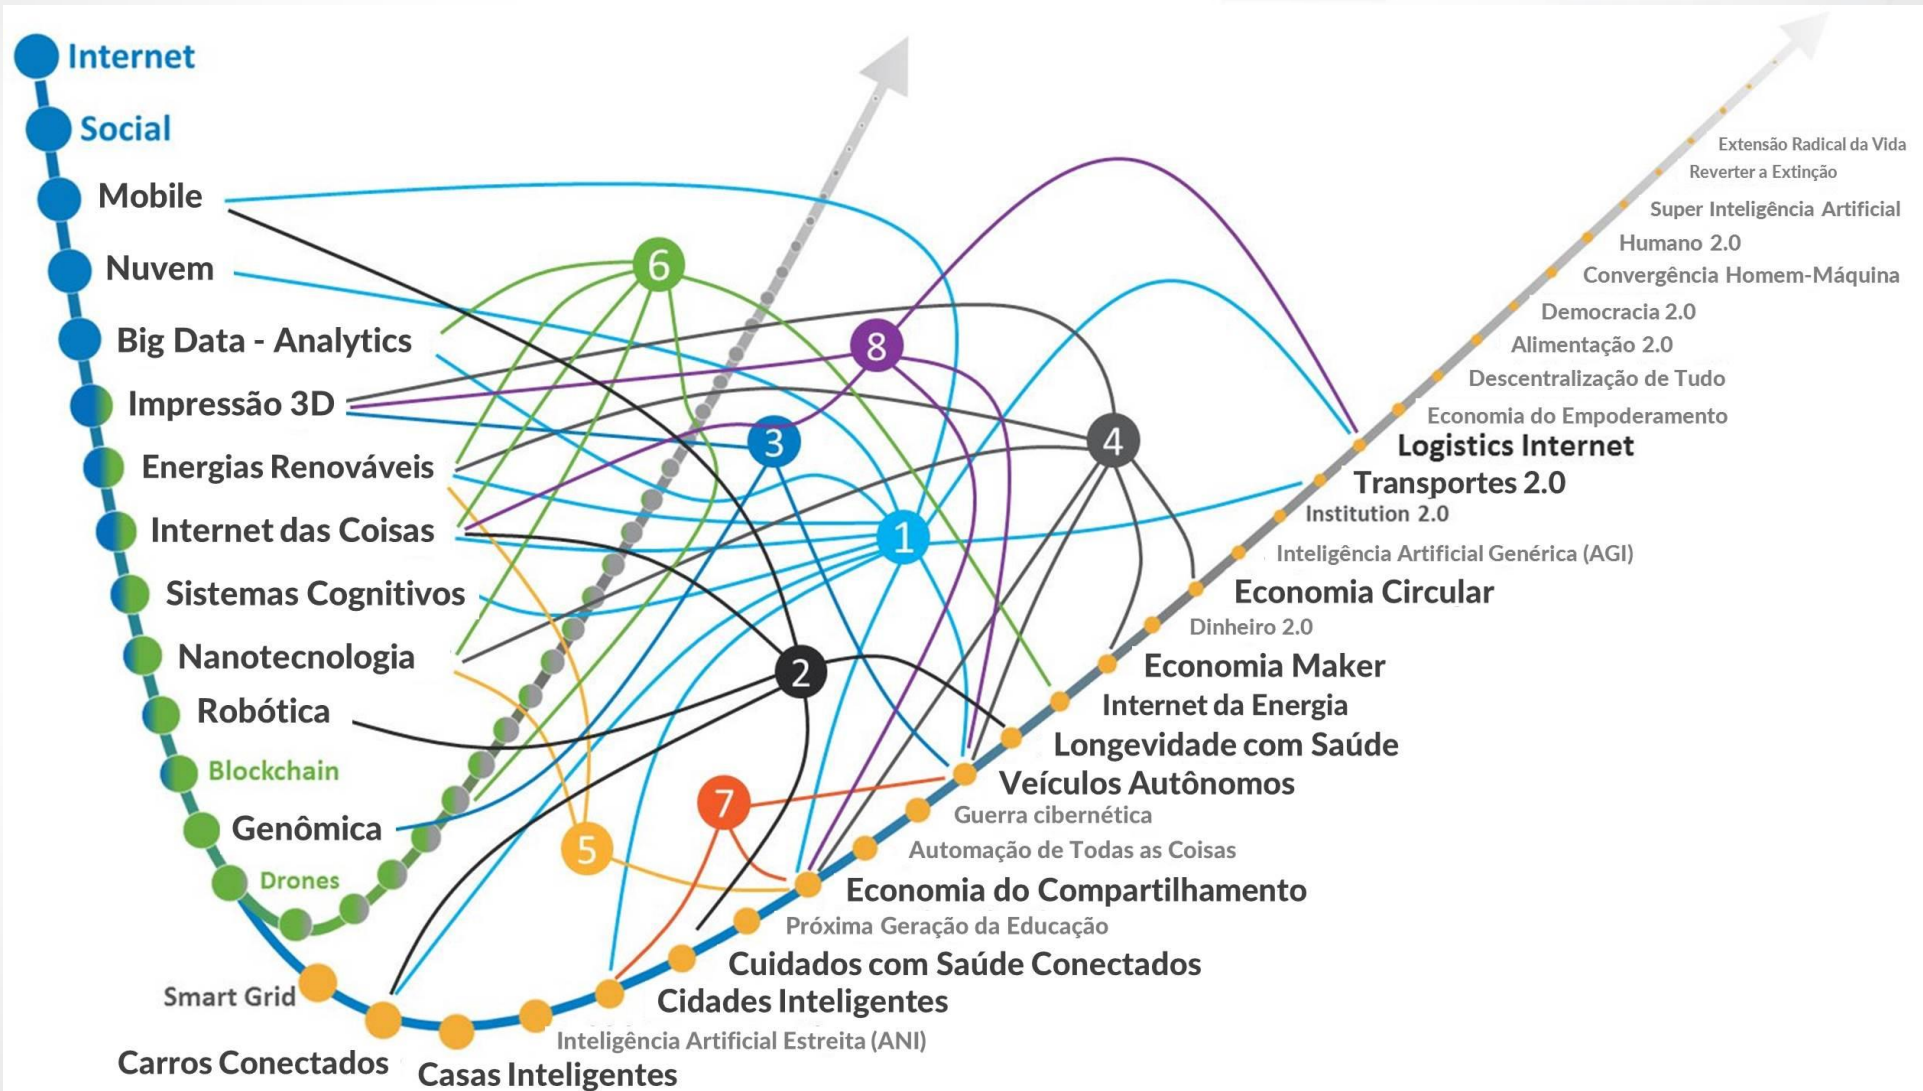 Internet
Social
Mobile
Nuvem
Big Data - Analytics
Impressão 3D
Energias Renováveis
Internet das Coisas
Sistemas Cognitivos
Nanotecnologia
Robótica
Blockchain
Genômica
Drones
Smart Grid
Carros Conectados
Casas Inteligentes
6
8
3
4
1
2
7
5
Extensão Radical da Vida
Reverter a Extinção
Super Inteligência Artificial
Humano 2.0
Convergência Homem-Máquina
Democracia 2.0
Alimentação 2.0
Descentralização de Tudo
Economia do Empoderamento
Logistics Internet
Transportes 2.0
Institution 2.0
Inteligência Artificial Genérica (AGI)
Economia Circular
Dinheiro 2.0
Economia Maker
Internet da Energia
Longevidade com Saúde
Veículos Autônomos
Guerra cibernética
Automação de Todas as Coisas
Economia do Compartilhamento
Próxima Geração da Educação
Cuidados com Saúde Conectados
Cidades Inteligentes
Inteligência Artificial Estreita (ANI)